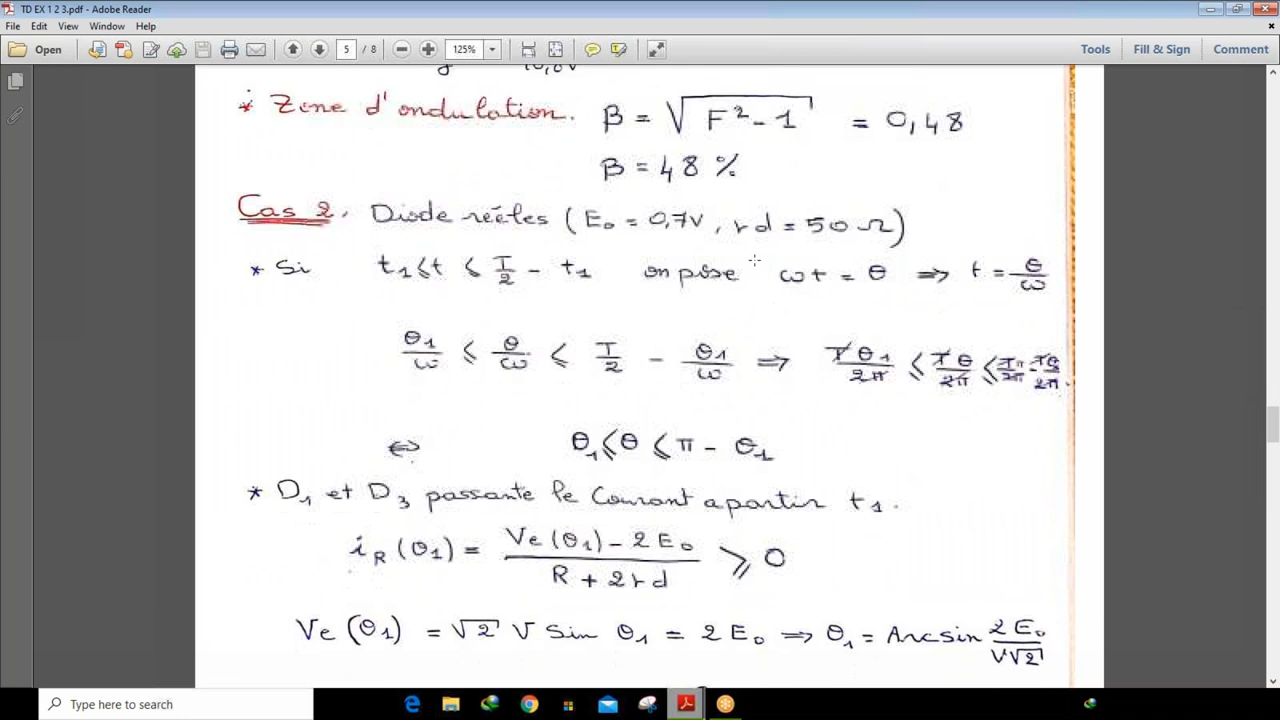 TD EX 1 2 3.pdf - Adobe Reader
File Edit View Window Help
Open 5 / 8 125% Tools Fill & Sign Comment
* Zone d'ondulation. β = √F² - 1 = 0,48
β = 48 %
Cas 2. Diode réelles (E₀ = 0,7V, rd = 50 Ω)
* Si t₁ ≤ t ≤ T/2 - t₁ on pose ωt = θ ⇒ t = θ/ω
θ₁/ω ≤ θ/ω ≤ T/2 - θ₁/ω ⇒ Tθ₁/2π ≤ Tθ/2π ≤ Tπ/2π - Tθ₁/2π
⇔ θ₁ ≤ θ ≤ π - θ₁
* D₁ et D₃ passante le Courant a partir t₁.
i_R(θ₁) = (Ve(θ₁) - 2E₀)/(R + 2rd) ⩾ 0
Ve(θ₁) = √2 V Sin θ₁ = 2E₀ ⇒ θ₁ = Arcsin 2E₀/V√2
Type here to search